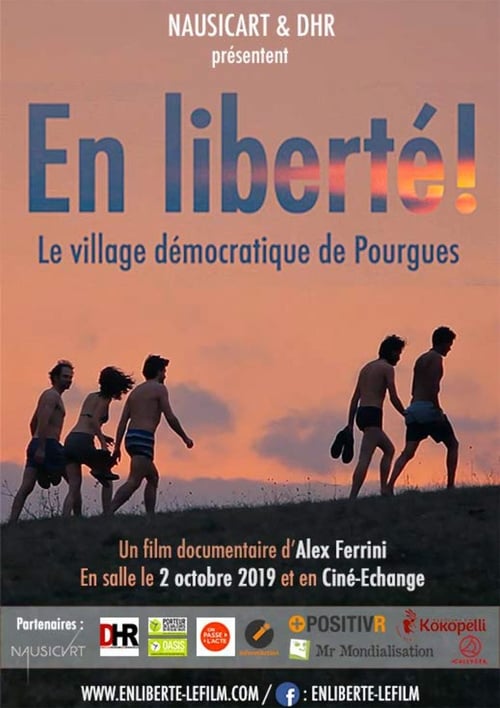 NAUSICART & DHR
présentent
En liberté!
Le village démocratique de Pourgues
Un film documentaire d'Alex Ferrini
En salle le 2 octobre 2019 et en Ciné-Echange
Partenaires :
NAUSICART
DHR
OASIS
ON PASSE À L'ACTE
+POSITIVR
Mr Mondialisation
Kokopelli
WWW.ENLIBERTE-LEFILM.COM / f : ENLIBERTE-LEFILM